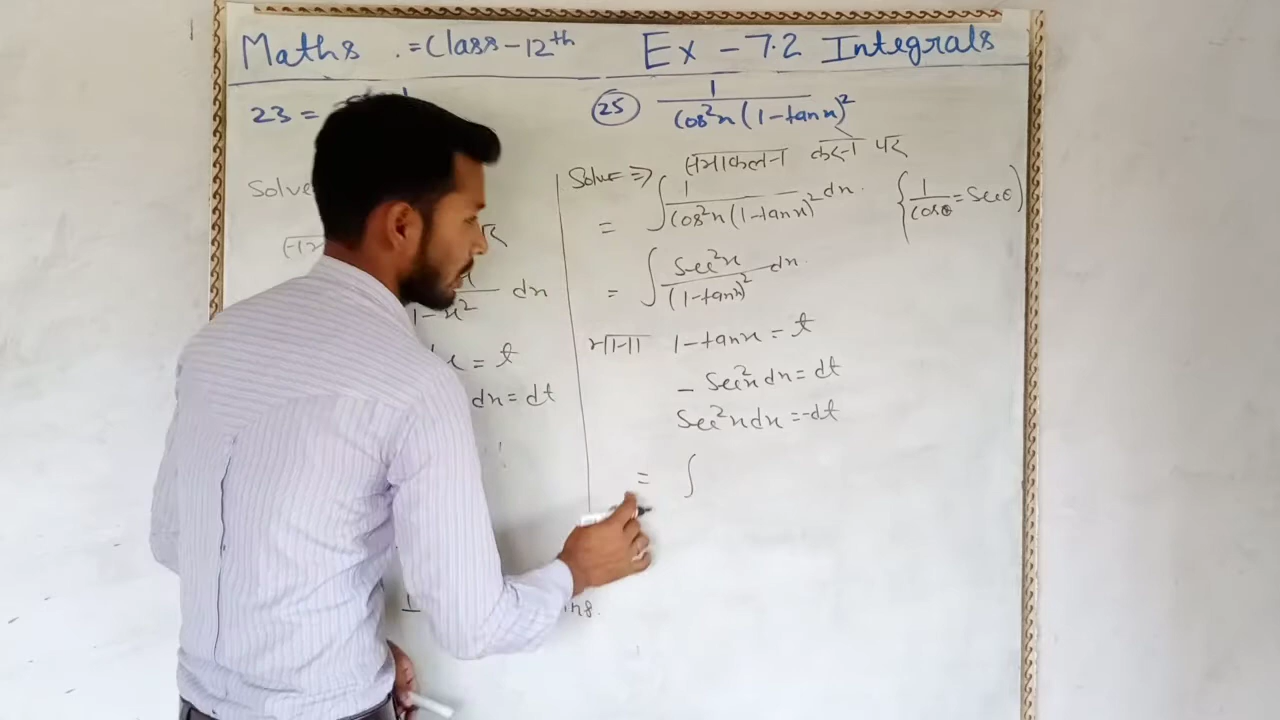 Maths .= Class-12th Ex - 7.2 Integrals
23 =
Solve
dx
1-x²
= t
dx = dt
㉕ 1/(cos²x (1-tanx)²)
Solve ⇒ समाकलन करने पर
= ∫ 1/(cos²x (1-tanx)²) dx. {1/cosθ = secθ}
= ∫ sec²x/(1-tanx)² dx.
माना 1-tanx = t
- Sec²x dx = dt
Sec²x dx = -dt
= ∫